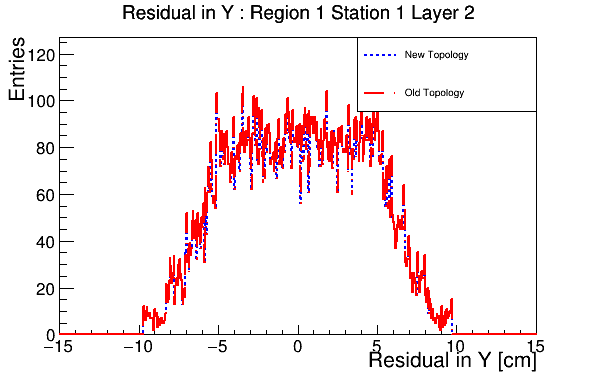 Residual in Y : Region 1 Station 1 Layer 2
Entries
120
100
80
60
40
20
0
New Topology
Old Topology
−15 −10 −5 0 5 10 15
Residual in Y [cm]